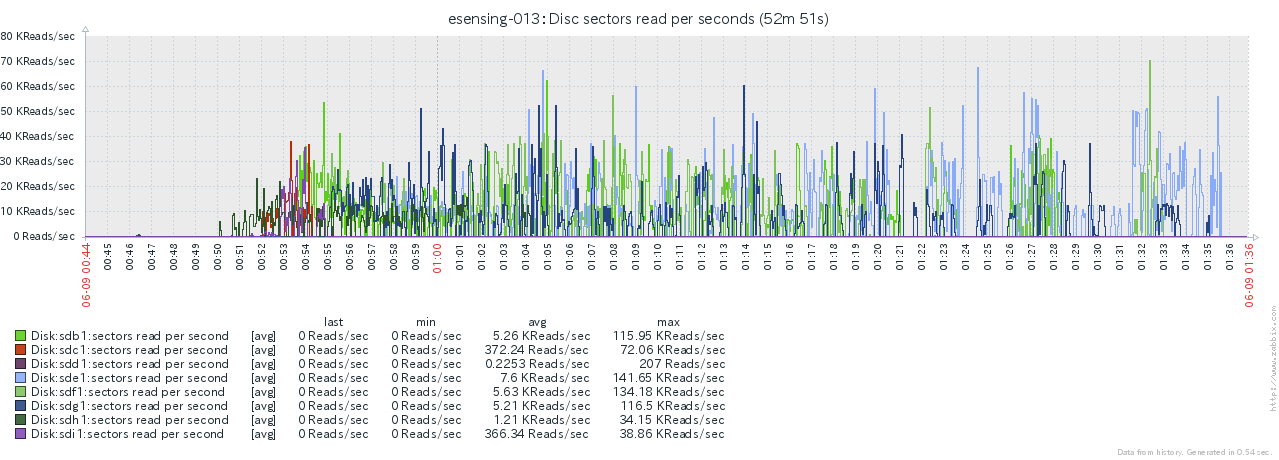 esensing-013: Disc sectors read per seconds (52m 51s)
80 KReads/sec
70 KReads/sec
60 KReads/sec
50 KReads/sec
40 KReads/sec
30 KReads/sec
20 KReads/sec
10 KReads/sec
0 Reads/sec
06-09 00:44
00:45
00:46
00:47
00:48
00:49
00:50
00:51
00:52
00:53
00:54
00:55
00:56
00:57
00:58
00:59
01:00
01:01
01:02
01:03
01:04
01:05
01:06
01:07
01:08
01:09
01:10
01:11
01:12
01:13
01:14
01:15
01:16
01:17
01:18
01:19
01:20
01:21
01:22
01:23
01:24
01:25
01:26
01:27
01:28
01:29
01:30
01:31
01:32
01:33
01:34
01:35
01:36
06-09 01:36
last min avg max
Disk:sdb1:sectors read per second [avg] 0 Reads/sec 0 Reads/sec 5.26 KReads/sec 115.95 KReads/sec
Disk:sdc1:sectors read per second [avg] 0 Reads/sec 0 Reads/sec 372.24 Reads/sec 72.06 KReads/sec
Disk:sdd1:sectors read per second [avg] 0 Reads/sec 0 Reads/sec 0.2253 Reads/sec 207 Reads/sec
Disk:sde1:sectors read per second [avg] 0 Reads/sec 0 Reads/sec 7.6 KReads/sec 141.65 KReads/sec
Disk:sdf1:sectors read per second [avg] 0 Reads/sec 0 Reads/sec 5.63 KReads/sec 134.18 KReads/sec
Disk:sdg1:sectors read per second [avg] 0 Reads/sec 0 Reads/sec 5.21 KReads/sec 116.5 KReads/sec
Disk:sdh1:sectors read per second [avg] 0 Reads/sec 0 Reads/sec 1.21 KReads/sec 34.15 KReads/sec
Disk:sdi1:sectors read per second [avg] 0 Reads/sec 0 Reads/sec 366.34 Reads/sec 38.86 KReads/sec
http://www.zabbix.com
Data from history. Generated in 0.54 sec.